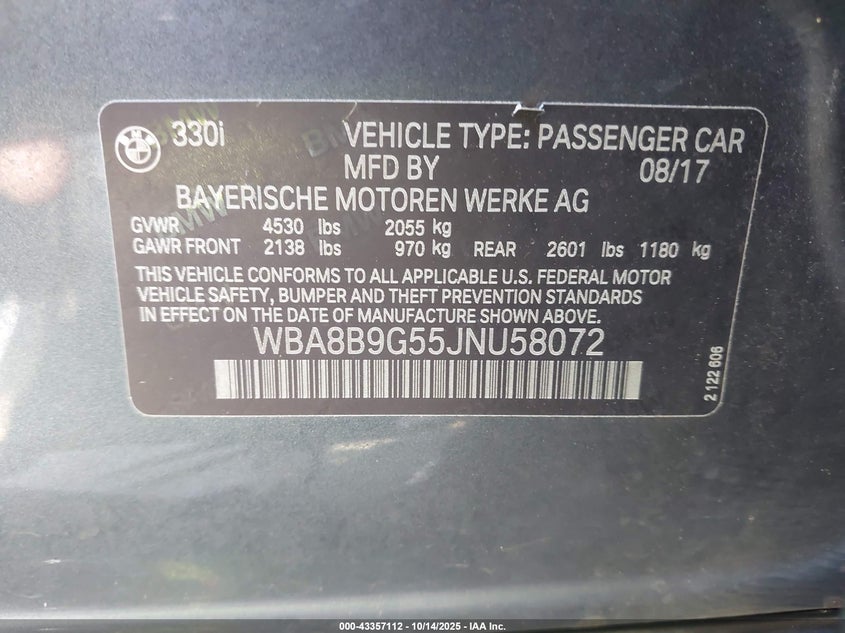 330i VEHICLE TYPE: PASSENGER CAR
MFD BY 08/17
BAYERISCHE MOTOREN WERKE AG
GVWR 4530 lbs 2055 kg
GAWR FRONT 2138 lbs 970 kg REAR 2601 lbs 1180 kg
THIS VEHICLE CONFORMS TO ALL APPLICABLE U.S. FEDERAL MOTOR
VEHICLE SAFETY, BUMPER AND THEFT PREVENTION STANDARDS
IN EFFECT ON THE DATE OF MANUFACTURE SHOWN ABOVE.
WBA8B9G55JNU58072
2 122 606
000-43357112 - 10/14/2025 - IAA Inc.